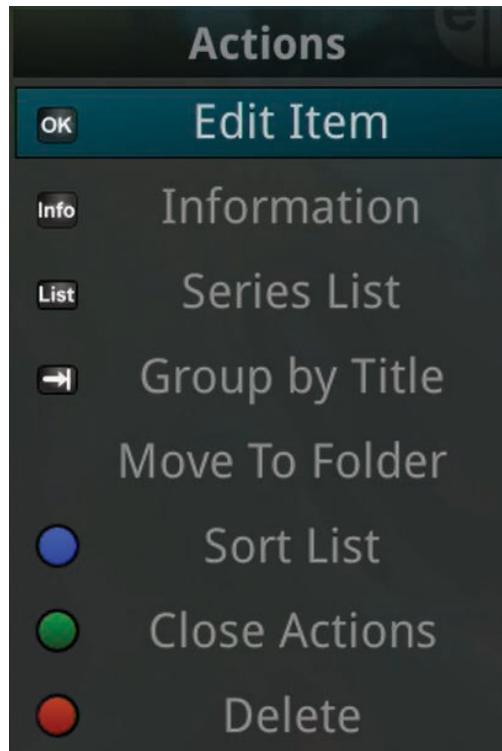 Actions
OK Edit Item
Info Information
List Series List
Group by Title
Move To Folder
Sort List
Close Actions
Delete